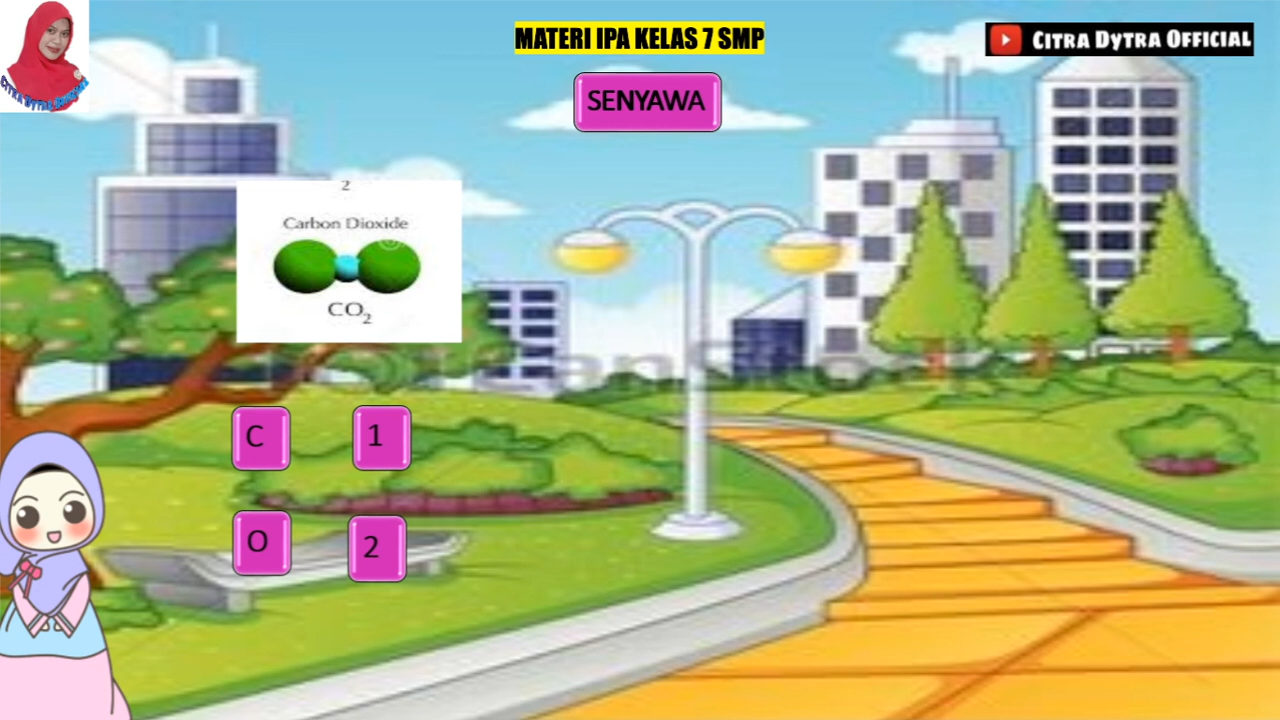 MATERI IPA KELAS 7 SMP
CITRA DYTRA OFFICIAL
SENYAWA
2
Carbon Dioxide
CO₂
C 1
O 2